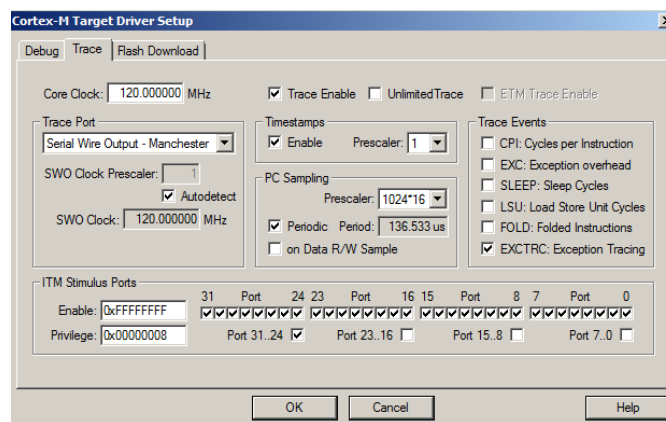 Cortex-M Target Driver Setup
Debug Trace Flash Download
Core Clock: 120.000000 MHz Trace Enable Unlimited Trace ETM Trace Enable
Trace Port
Serial Wire Output - Manchester
SWO Clock Prescaler: 1
Autodetect
SWO Clock: 120.000000 MHz
Timestamps
Enable Prescaler: 1
PC Sampling
Prescaler: 1024*16
Periodic Period: 136.533 us
on Data R/W Sample
Trace Events
CPI: Cycles per Instruction
EXC: Exception overhead
SLEEP: Sleep Cycles
LSU: Load Store Unit Cycles
FOLD: Folded Instructions
EXCTRC: Exception Tracing
ITM Stimulus Ports
31 Port 24 23 Port 16 15 Port 8 7 Port 0
Enable: 0xFFFFFFFF
Privilege: 0x00000008 Port 31..24 Port 23..16 Port 15..8 Port 7..0
OK Cancel Help